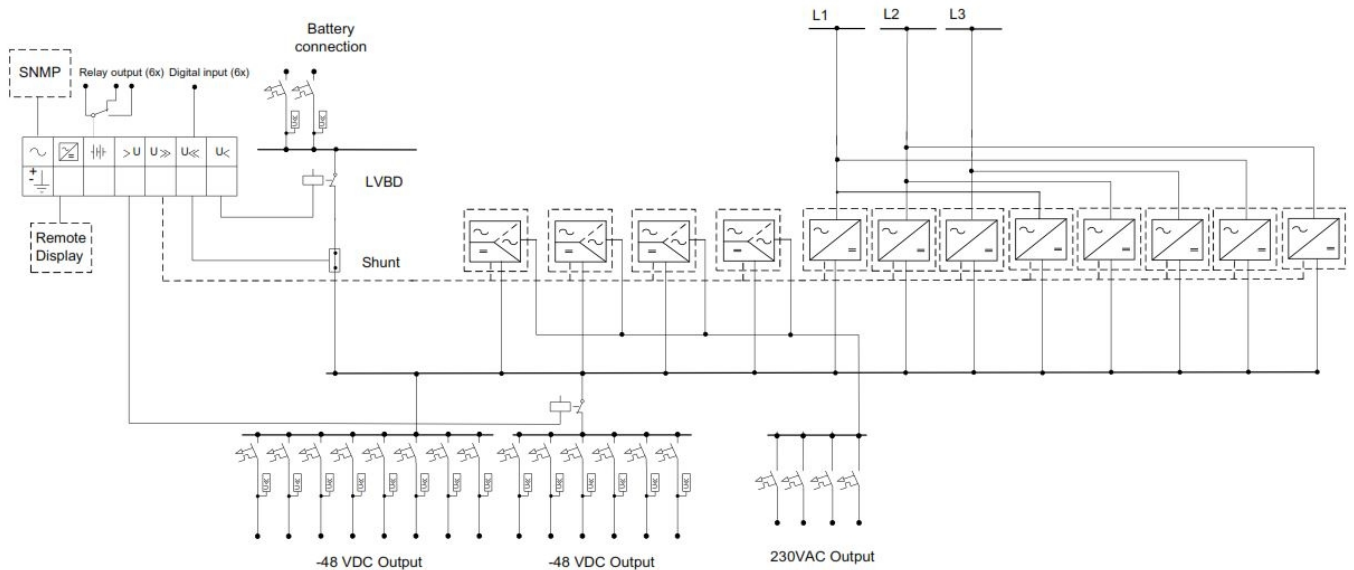 L1
L2
L3
Battery
connection
SNMP
Relay output (6x)
Digital input (6x)
>U
U≫
U≪
U<
+
-
LVBD
Remote
Display
Shunt
-48 VDC Output
-48 VDC Output
230VAC Output